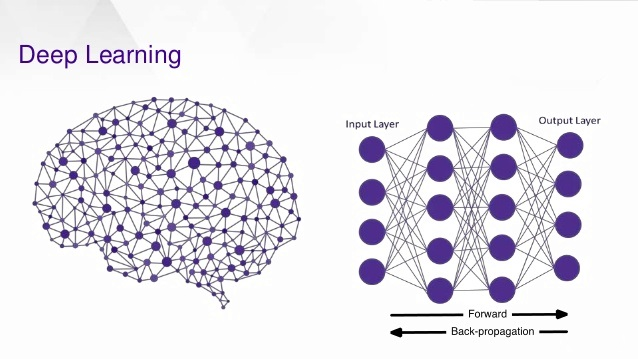 Deep Learning
Input Layer
Output Layer
Forward
Back-propagation